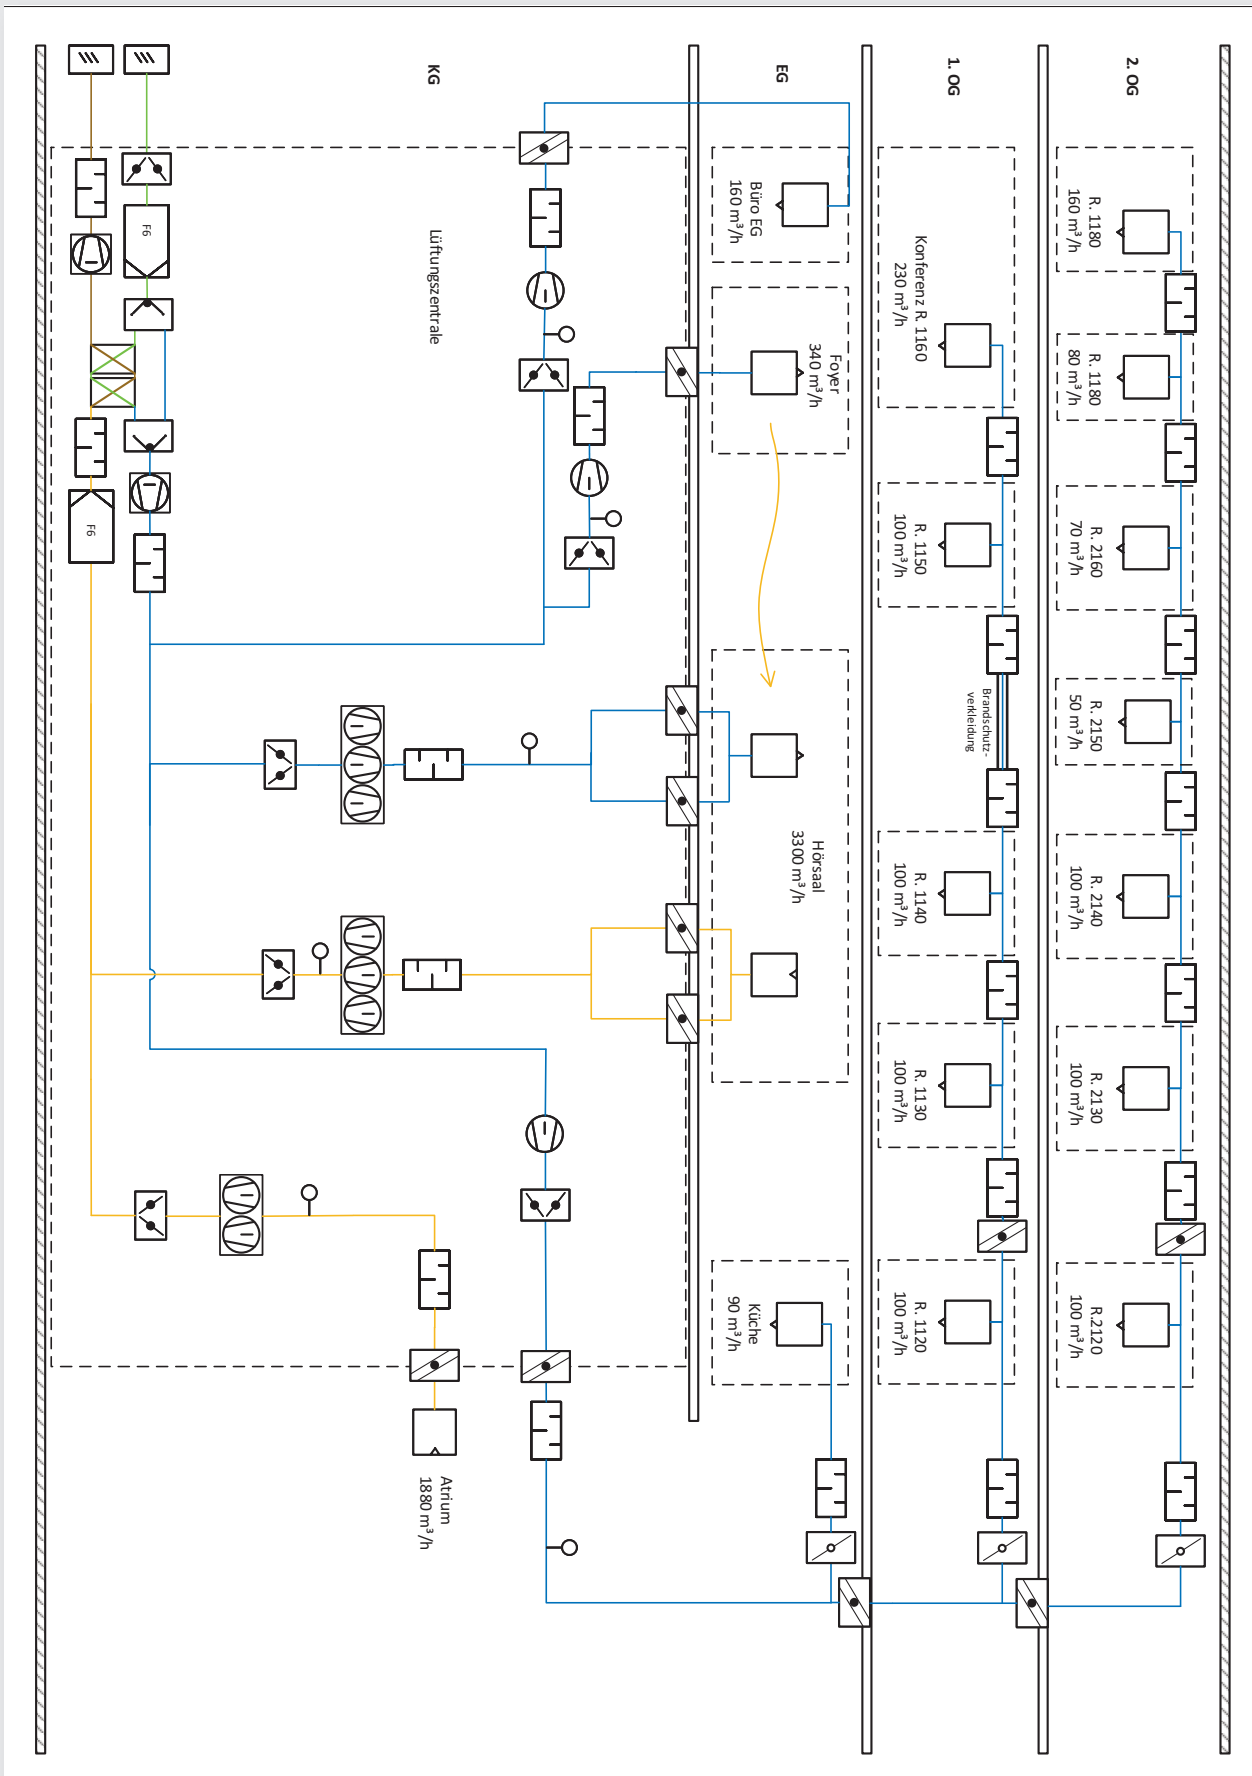 2. OG
R. 1180
160 m³/h
R. 1180
80 m³/h
R. 2160
70 m³/h
R. 2150
50 m³/h
R. 2140
100 m³/h
R. 2130
100 m³/h
R.2120
100 m³/h
1. OG
Konferenz R. 1160
230 m³/h
R. 1150
100 m³/h
Brandschutz-
verkleidung
R. 1140
100 m³/h
R. 1130
100 m³/h
R. 1120
100 m³/h
EG
Büro EG
160 m³/h
Foyer
340 m³/h
Hörsaal
3300 m³/h
Küche
90 m³/h
KG
Lüftungszentrale
Atrium
1880 m³/h
F6
F6